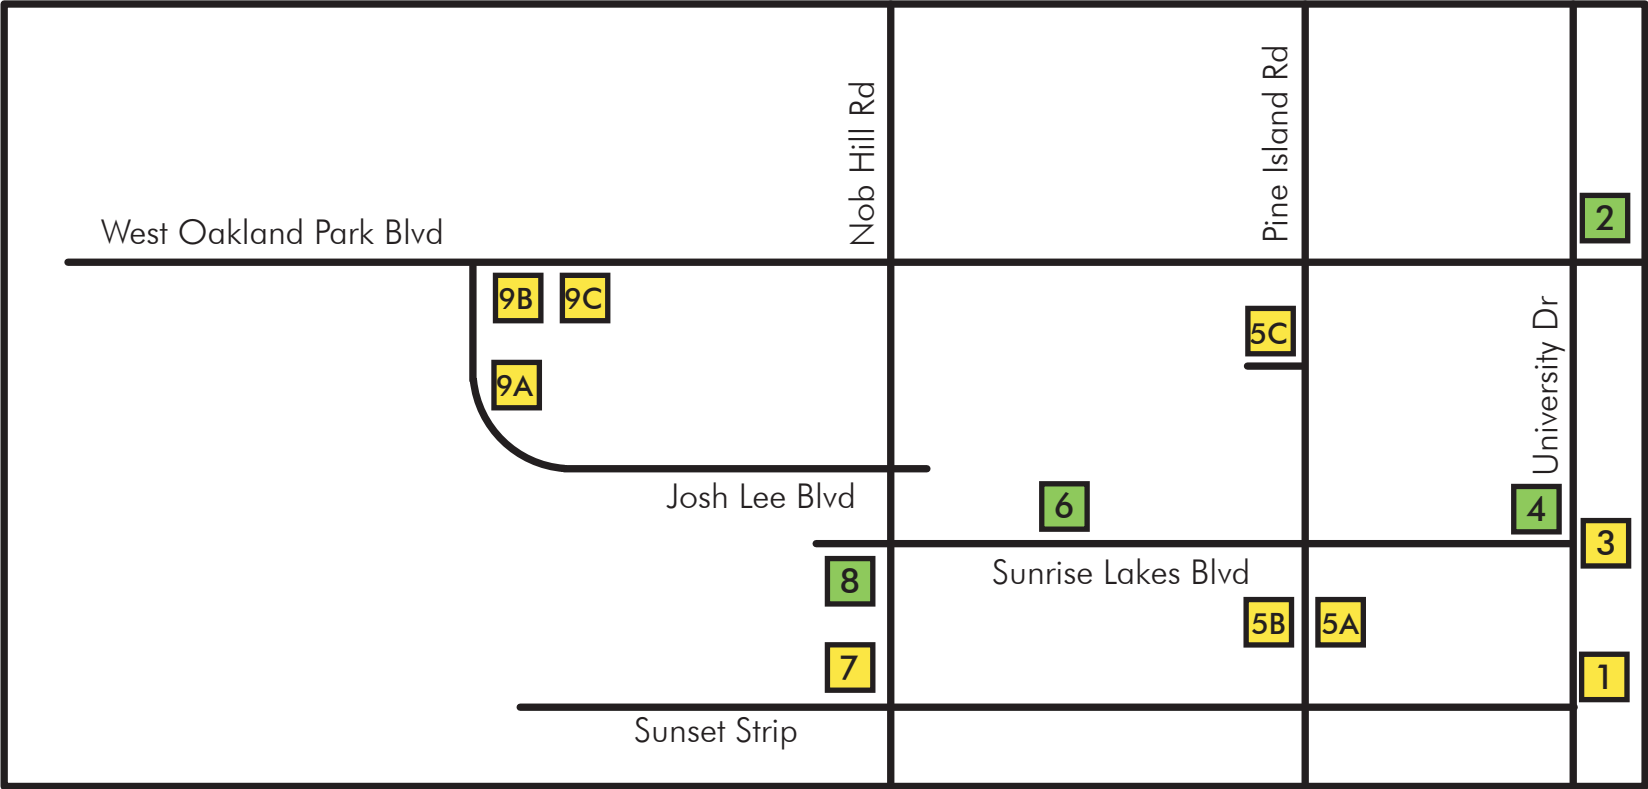 Nob Hill Rd
Pine Island Rd
2
West Oakland Park Blvd
9B
9C
5C
University Dr
9A
Josh Lee Blvd
6
4
3
Sunrise Lakes Blvd
8
5B
5A
7
1
Sunset Strip